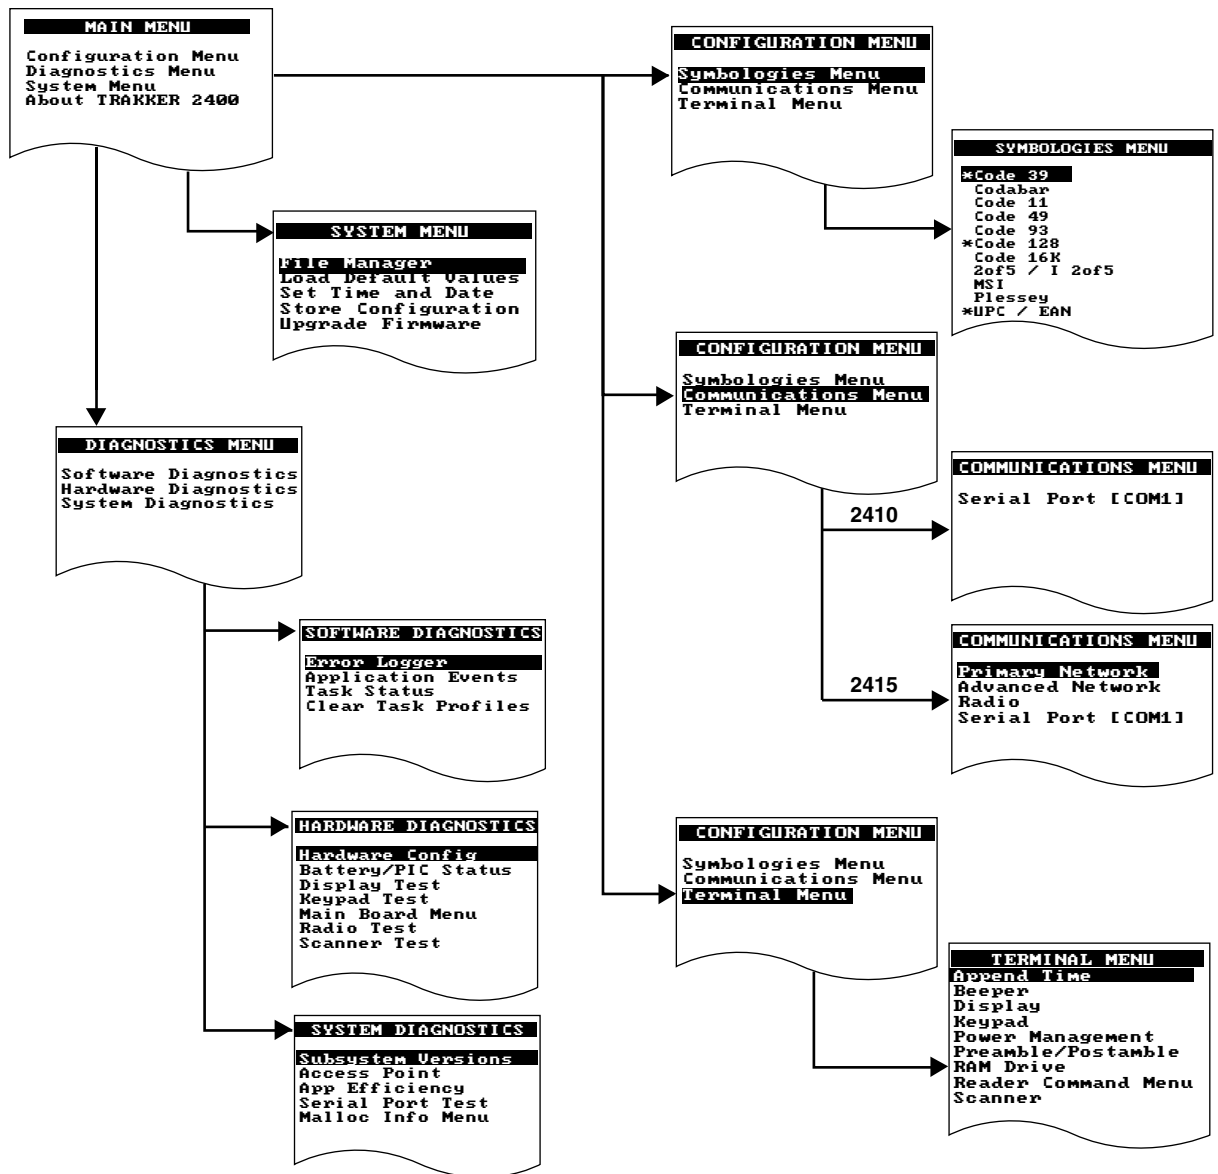 MAIN MENU
Configuration Menu
Diagnostics Menu
System Menu
About TRAKKER 2400
SYSTEM MENU
File Manager
Load Default Values
Set Time and Date
Store Configuration
Upgrade Firmware
DIAGNOSTICS MENU
Software Diagnostics
Hardware Diagnostics
System Diagnostics
SOFTWARE DIAGNOSTICS
Error Logger
Application Events
Task Status
Clear Task Profiles
HARDWARE DIAGNOSTICS
Hardware Config
Battery/PIC Status
Display Test
Keypad Test
Main Board Menu
Radio Test
Scanner Test
SYSTEM DIAGNOSTICS
Subsystem Versions
Access Point
App Efficiency
Serial Port Test
Malloc Info Menu
CONFIGURATION MENU
Symbologies Menu
Communications Menu
Terminal Menu
SYMBOLOGIES MENU
*Code 39
Codabar
Code 11
Code 49
Code 93
*Code 128
Code 16K
2of5 / I 2of5
MSI
Plessey
*UPC / EAN
CONFIGURATION MENU
Symbologies Menu
Communications Menu
Terminal Menu
2410
COMMUNICATIONS MENU
Serial Port [COM1]
2415
COMMUNICATIONS MENU
Primary Network
Advanced Network
Radio
Serial Port [COM1]
CONFIGURATION MENU
Symbologies Menu
Communications Menu
Terminal Menu
TERMINAL MENU
Append Time
Beeper
Display
Keypad
Power Management
Preamble/Postamble
RAM Drive
Reader Command Menu
Scanner